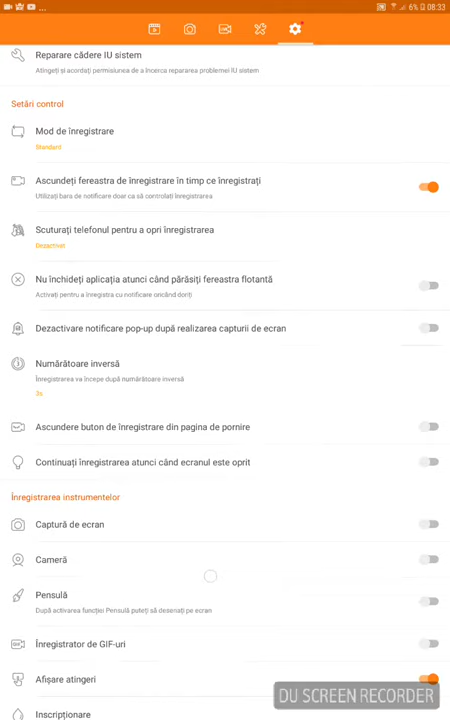 ... 6% 08:33
GIF
Reparare cădere IU sistem
Atingeți și acordați permisiunea de a încerca repararea problemei IU sistem
Setări control
Mod de înregistrare
Standard
Ascundeți fereastra de înregistrare în timp ce înregistrați
Utilizați bara de notificare doar ca să controlați înregistrarea
Scuturați telefonul pentru a opri înregistrarea
Dezactivat
Nu închideți aplicația atunci când părăsiți fereastra flotantă
Activați pentru a înregistra cu notificare oricând doriți
Dezactivare notificare pop-up după realizarea capturii de ecran
Numărătoare inversă
Înregistrarea va începe după numărătoare inversă
3s
Ascundere buton de înregistrare din pagina de pornire
Continuați înregistrarea atunci când ecranul este oprit
Înregistrarea instrumentelor
Captură de ecran
Cameră
Pensulă
După activarea funcției Pensulă puteți să desenați pe ecran
GIF Înregistrator de GIF-uri
Afișare atingeri
DU SCREEN RECORDER
Inscripționare